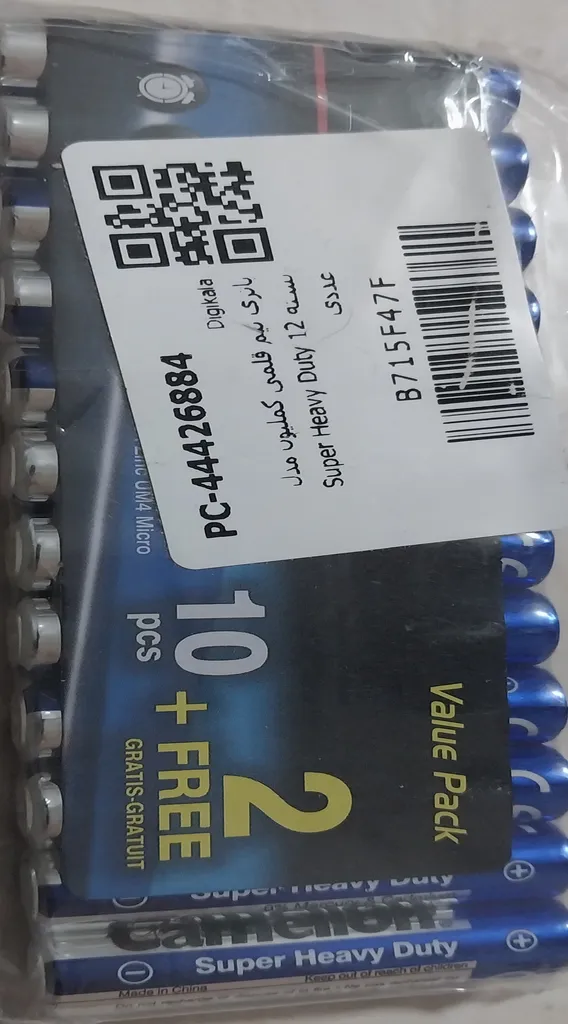 Digikala
PC-44426884
باتری نیم قلمی کملیون مدل
Super Heavy Duty بسته 12
عددی
B715F47F
UM4 Micro
10
pcs
+ 2
FREE
GRATIS-GRATUIT
Value Pack
Super Heavy Duty
Camelion
Super Heavy Duty
Made in China
Keep out of reach of children